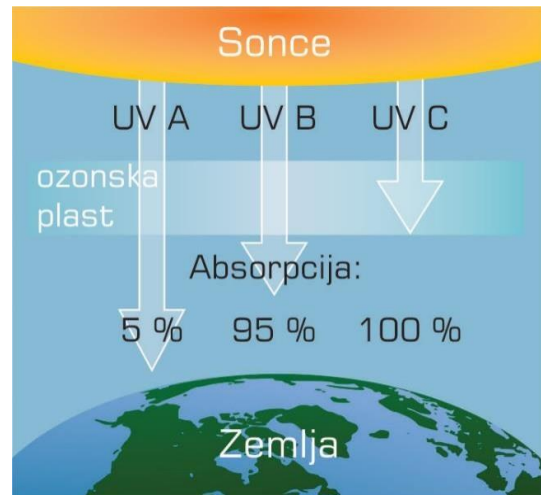 Sonce
UV A UV B UV C
ozonska
plast
Absorpcija:
5 % 95 % 100 %
Zemlja